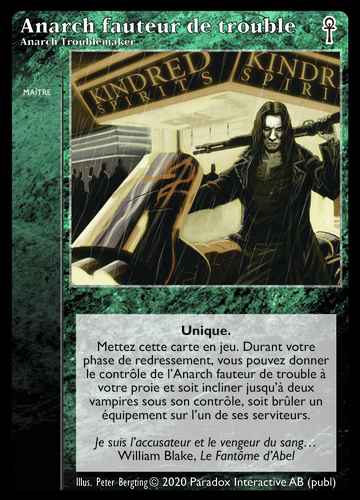 Anarch fauteur de trouble
Anarch Troublemaker
MAÎTRE
KINDRED
SPIRITS
KINDR
SPIRI
Unique.
Mettez cette carte en jeu. Durant votre
phase de redressement, vous pouvez donner
le contrôle de l'Anarch fauteur de trouble à
votre proie et soit incliner jusqu'à deux
vampires sous son contrôle, soit brûler un
équipement sur l'un de ses serviteurs.
Je suis l'accusateur et le vengeur du sang…
William Blake, Le Fantôme d'Abel
Illus. Peter Bergting © 2020 Paradox Interactive AB (publ)